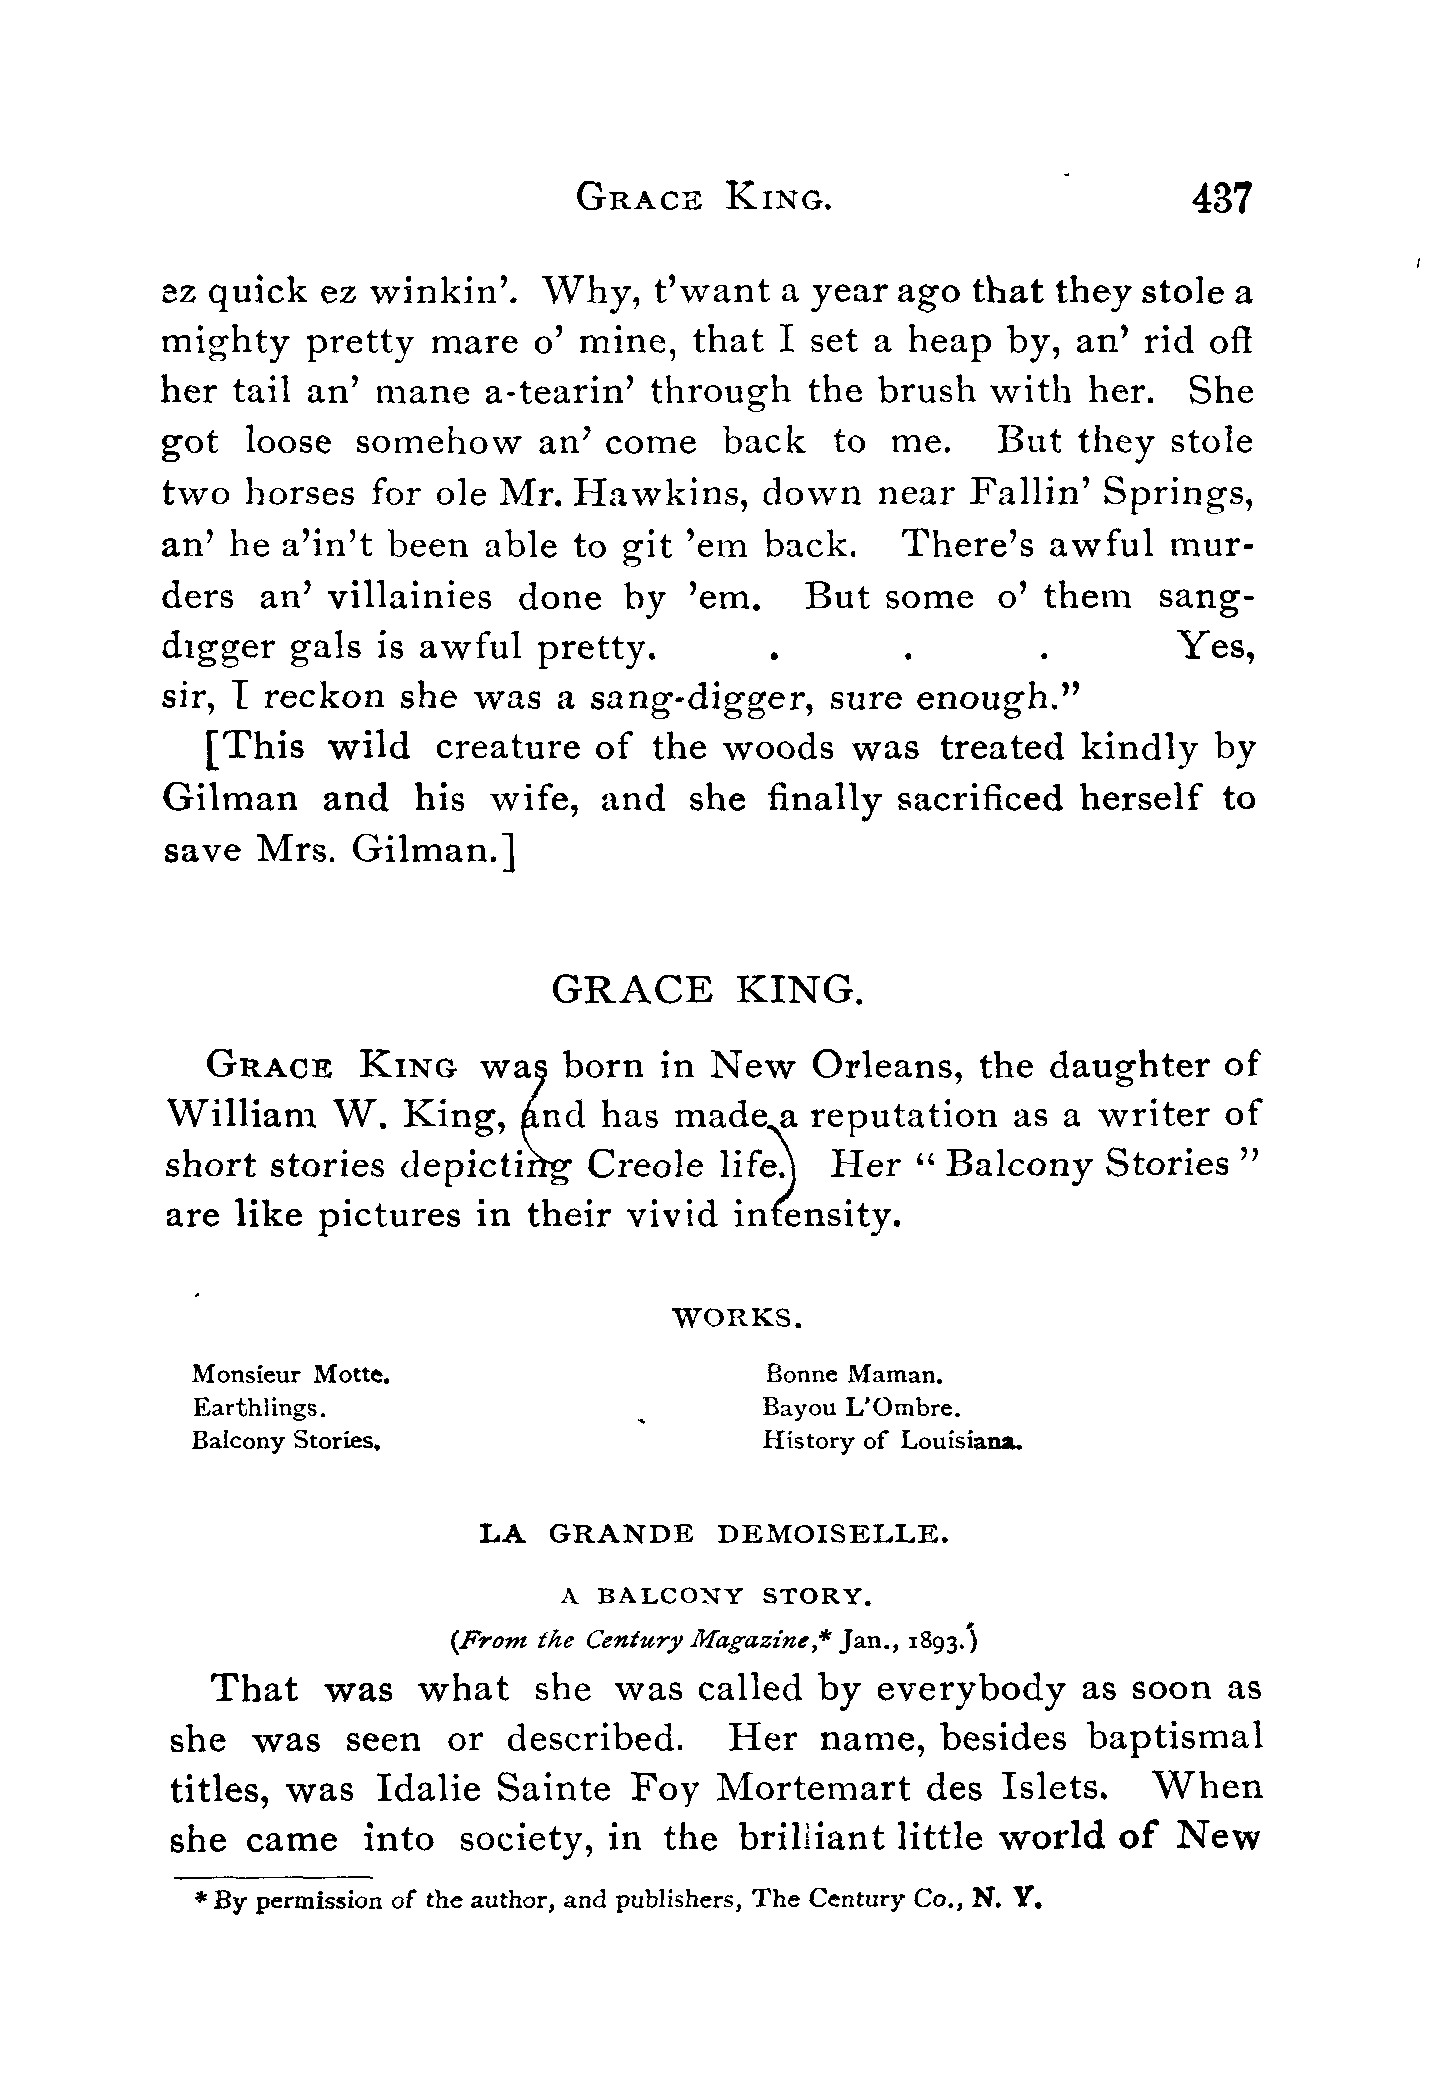 GRACE KING. 437
ez quick ez winkin’. Why, t’want a year ago that they stole a
mighty pretty mare o’ mine, that I set a heap by, an’ rid off
her tail an’ mane a-tearin’ through the brush with her. She
got loose somehow an’ come back to me. But they stole
two horses for ole Mr. Hawkins, down near Fallin’ Springs,
an’ he a’in’t been able to git ’em back. There’s awful mur-
ders an’ villainies done by ’em. But some o’ them sang-
digger gals is awful pretty. . . . Yes,
sir, I reckon she was a sang-digger, sure enough.”
[This wild creature of the woods was treated kindly by
Gilman and his wife, and she finally sacrificed herself to
save Mrs. Gilman.]
GRACE KING.
GRACE KING was born in New Orleans, the daughter of
William W. King, and has made a reputation as a writer of
short stories depicting Creole life. Her “ Balcony Stories ”
are like pictures in their vivid intensity.
WORKS.
Monsieur Motte. Bonne Maman.
Earthlings. Bayou L’Ombre.
Balcony Stories. History of Louisiana.
LA GRANDE DEMOISELLE.
A BALCONY STORY.
(From the Century Magazine,* Jan., 1893.)
That was what she was called by everybody as soon as
she was seen or described. Her name, besides baptismal
titles, was Idalie Sainte Foy Mortemart des Islets. When
she came into society, in the brilliant little world of New
* By permission of the author, and publishers, The Century Co., N. Y.